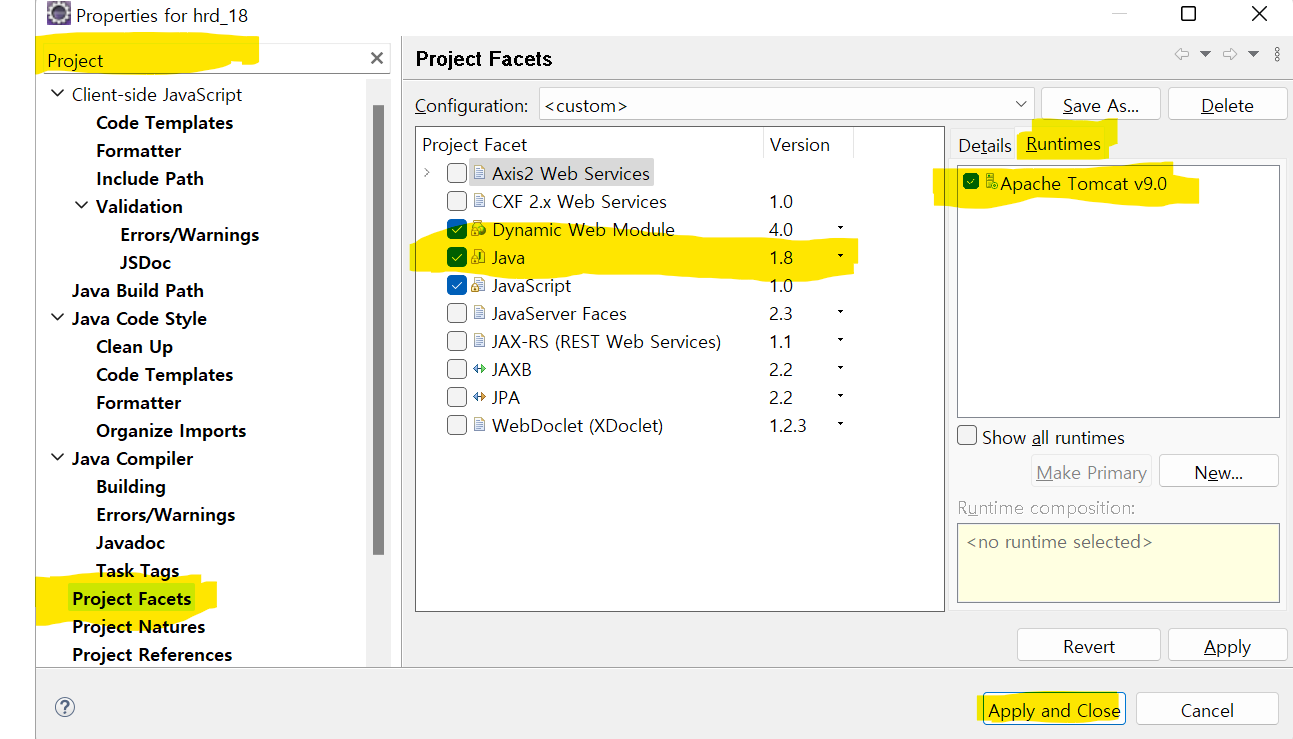 Properties for hrd_18
Project
Client-side JavaScript
Code Templates
Formatter
Include Path
Validation
Errors/Warnings
JSDoc
Java Build Path
Java Code Style
Clean Up
Code Templates
Formatter
Organize Imports
Java Compiler
Building
Errors/Warnings
Javadoc
Task Tags
Project Facets
Project Natures
Project References
Project Facets
Configuration: <custom> Save As... Delete
Project Facet Version
Axis2 Web Services
CXF 2.x Web Services 1.0
Dynamic Web Module 4.0
Java 1.8
JavaScript 1.0
JavaServer Faces 2.3
JAX-RS (REST Web Services) 1.1
JAXB 2.2
JPA 2.2
WebDoclet (XDoclet) 1.2.3
Details Runtimes
Apache Tomcat v9.0
Show all runtimes
Make Primary New...
Runtime composition:
<no runtime selected>
Revert Apply
Apply and Close Cancel